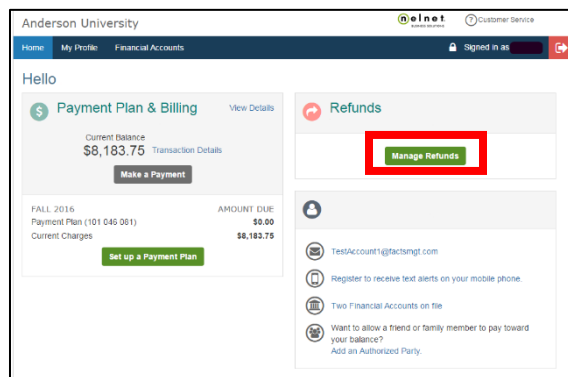 Anderson University
nelnet
BUSINESS SOLUTIONS
? Customer Service
Home My Profile Financial Accounts
Signed in as
Hello
$ Payment Plan & Billing View Details
Current Balance
$8,183.75 Transaction Details
Make a Payment
FALL 2016 AMOUNT DUE
Payment Plan (101 046 081) $0.00
Current Charges $8,183.75
Set up a Payment Plan
Refunds
Manage Refunds
TestAccount1@factsmgt.com
Register to receive text alerts on your mobile phone.
Two Financial Accounts on file
Want to allow a friend or family member to pay toward
your balance?
Add an Authorized Party.